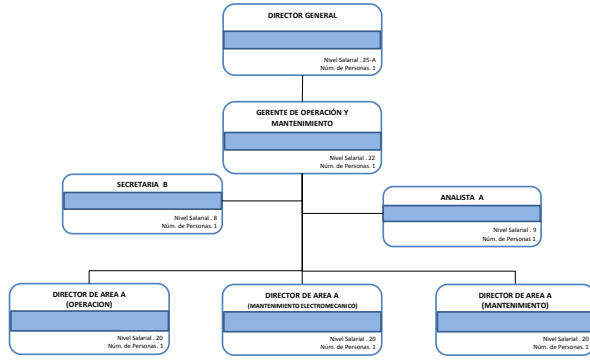 DIRECTOR GENERAL
Nivel Salarial . 25-A
Núm. de Personas. 1
GERENTE DE OPERACIÓN Y
MANTENIMIENTO
Nivel Salarial . 22
Núm. de Personas. 1
SECRETARIA B
Nivel Salarial . 8
Núm. de Personas. 1
ANALISTA A
Nivel Salarial . 9
Núm. de Personas 1
DIRECTOR DE AREA A
(OPERACION)
Nivel Salarial . 20
Núm. de Personas. 1
DIRECTOR DE AREA A
(MANTENIMIENTO ELECTROMECANICO)
Nivel Salarial . 20
Núm. de Personas. 1
DIRECTOR DE AREA A
(MANTENIMIENTO)
Nivel Salarial . 20
Núm. de Personas. 1